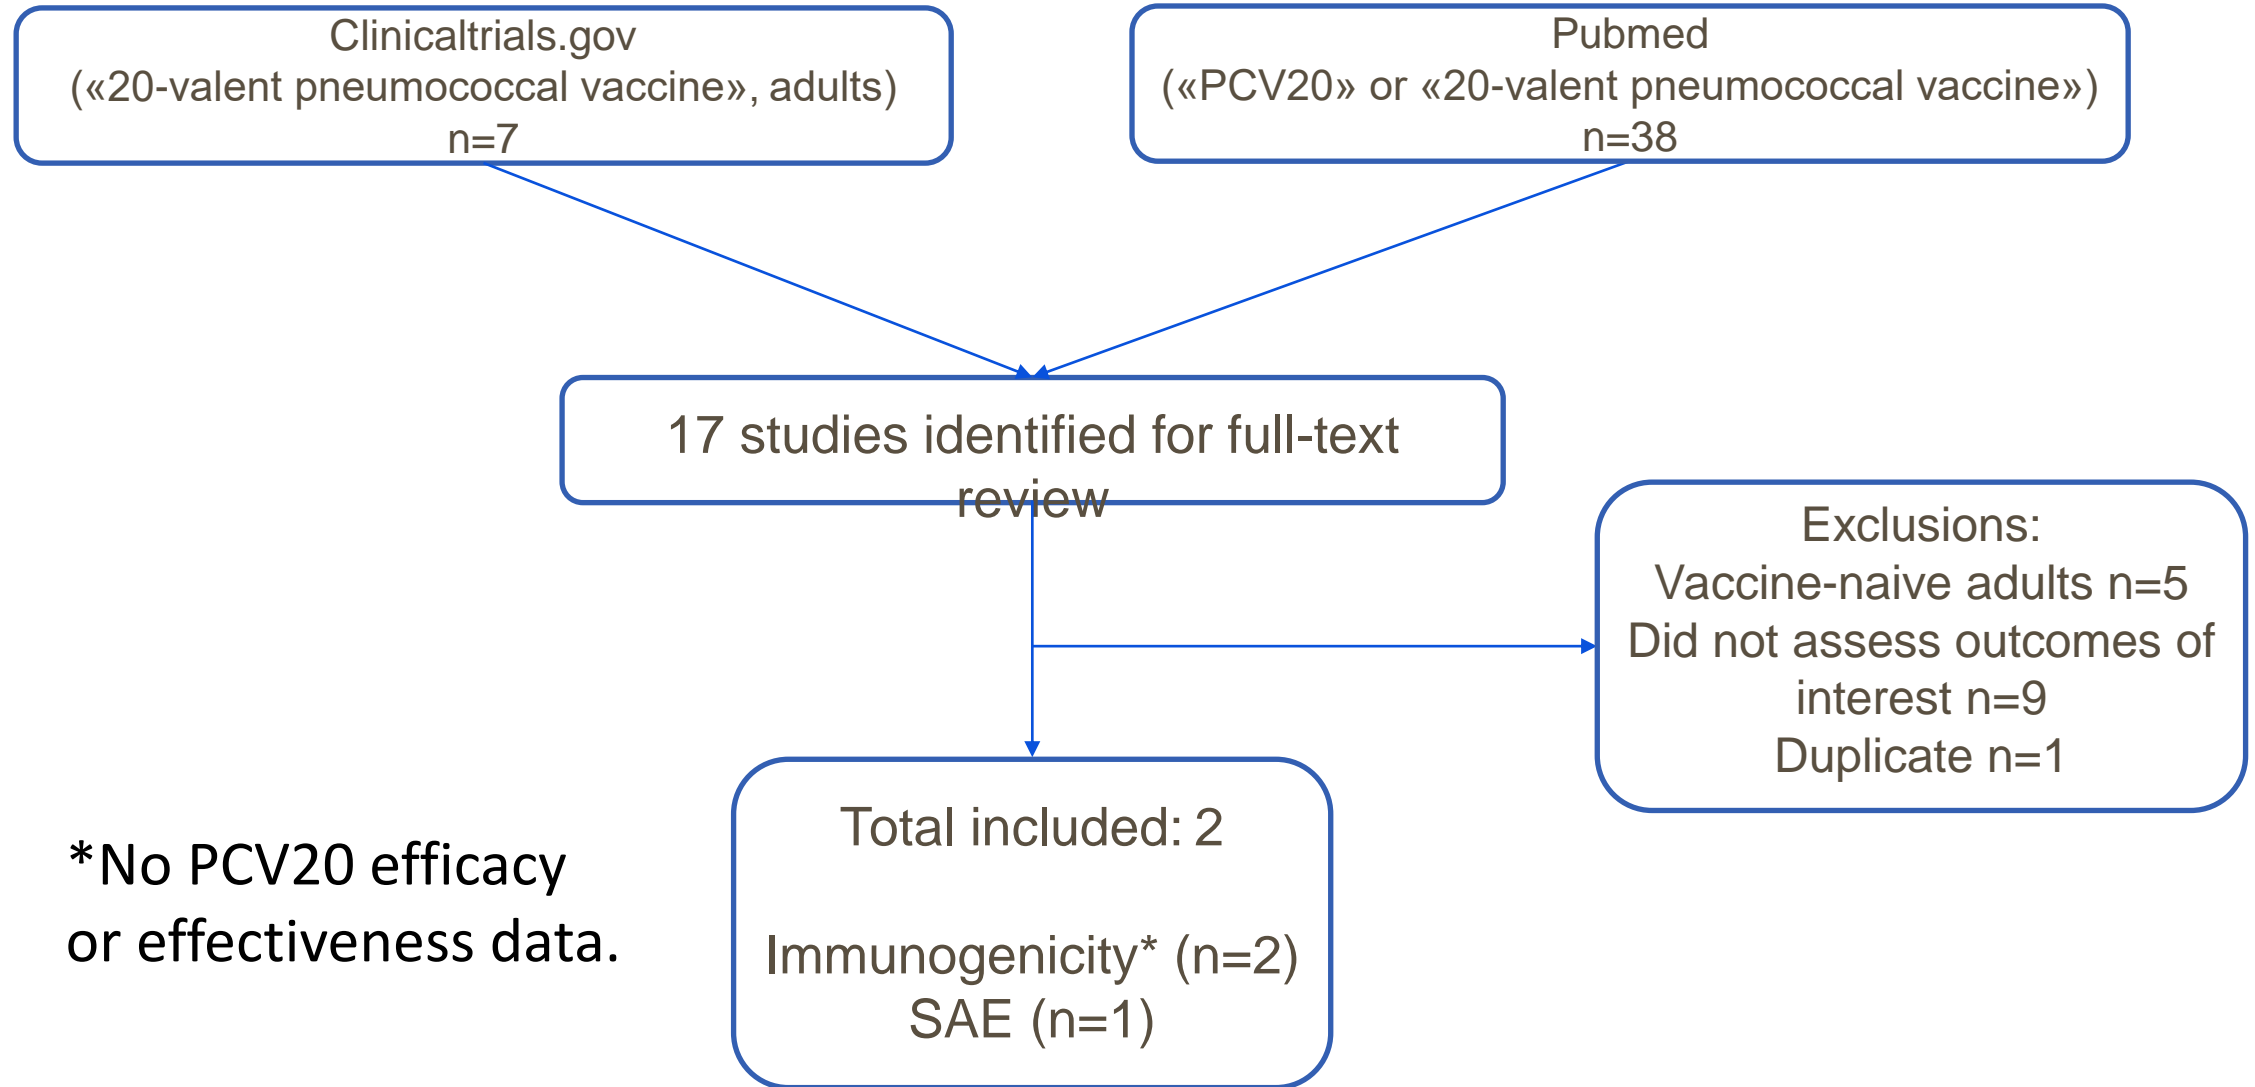 Clinicaltrials.gov
(«20-valent pneumococcal vaccine», adults)
n=7
Pubmed
(«PCV20» or «20-valent pneumococcal vaccine»)
n=38
17 studies identified for full-text
review
Exclusions:
Vaccine-naive adults n=5
Did not assess outcomes of
interest n=9
Duplicate n=1
Total included: 2
Immunogenicity* (n=2)
SAE (n=1)
*No PCV20 efficacy
or effectiveness data.